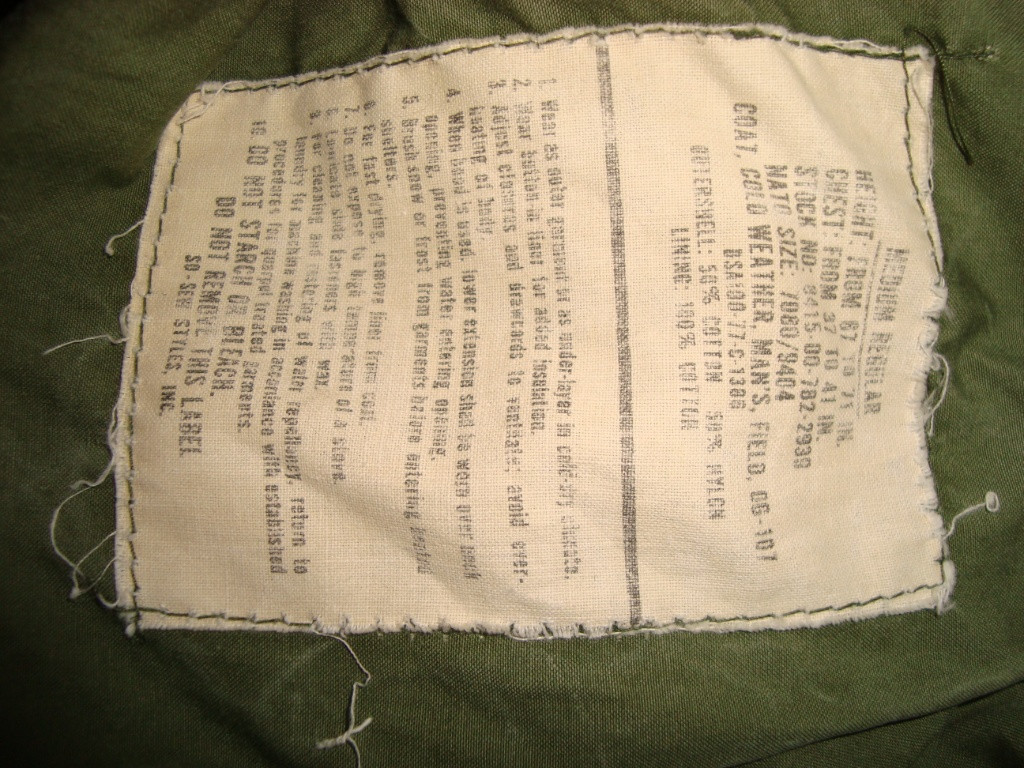 MEDIUM REGULAR
HEIGHT: FROM 67 TO 71 IN.
CHEST: FROM 37 TO 41 IN.
STOCK NO: 8415-00-782-2939
NATO SIZE: 7080/9404
COAT, COLD WEATHER, MAN'S, FIELD, OG-107
DSA100-77-C-1306
OUTERSHELL: 50% COTTON 50% NYLON
LINING: 100% COTTON
1. Wear as outer garment or as under-layer in cold-dry climate.
2. Wear button-in liner for added insulation.
3. Adjust closures and drawcords to ventilate; avoid over-
heating of body.
4. When hood is used, lower extension shall be worn over neck
opening, preventing water entering opening.
5. Brush snow or frost from garments before entering heated
shelters.
6. For fast drying, remove liner from coat.
7. Do not expose to high temperature of a stove.
8. Lubricate slide fasteners with wax.
9. For cleaning and restoring of water repellency, return to
laundry for machine washing in accordance with established
procedures for quarpel treated garments.
10. DO NOT STARCH OR BLEACH.
DO NOT REMOVE THIS LABEL
SO. SEW STYLES, INC.